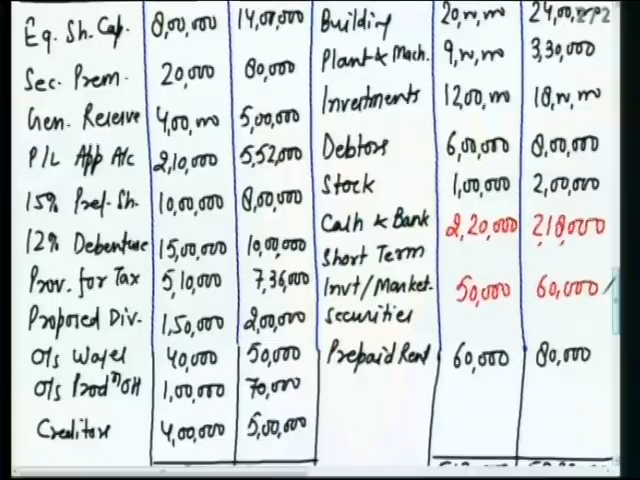 Eq. Sh. Cap. 8,00,000 14,00,000 Building 20,00,000 24,00,
Sec. Prem. 20,000 80,000 Plant & Mach. 9,00,000 3,30,000
Gen. Reserve 4,00,000 5,00,000 Investments 12,00,000 18,00,000
P/L App A/c 2,10,000 5,52,000 Debtors 6,00,000 8,00,000
15% Pref. Sh. 10,00,000 8,00,000 Stock 1,00,000 2,00,000
12% Debenture 15,00,000 10,00,000 Cash & Bank 2,20,000 2,18,000
Prov. for Tax 5,10,000 7,36,000 Short Term
Invt/Market. 50,000 60,000
Proposed Div. 1,50,000 2,00,000 Securities
O/s Wages 40,000 50,000 Prepaid Rent 60,000 80,000
O/s Prodⁿ OH 1,00,000 70,000
Creditors 4,00,000 5,00,000